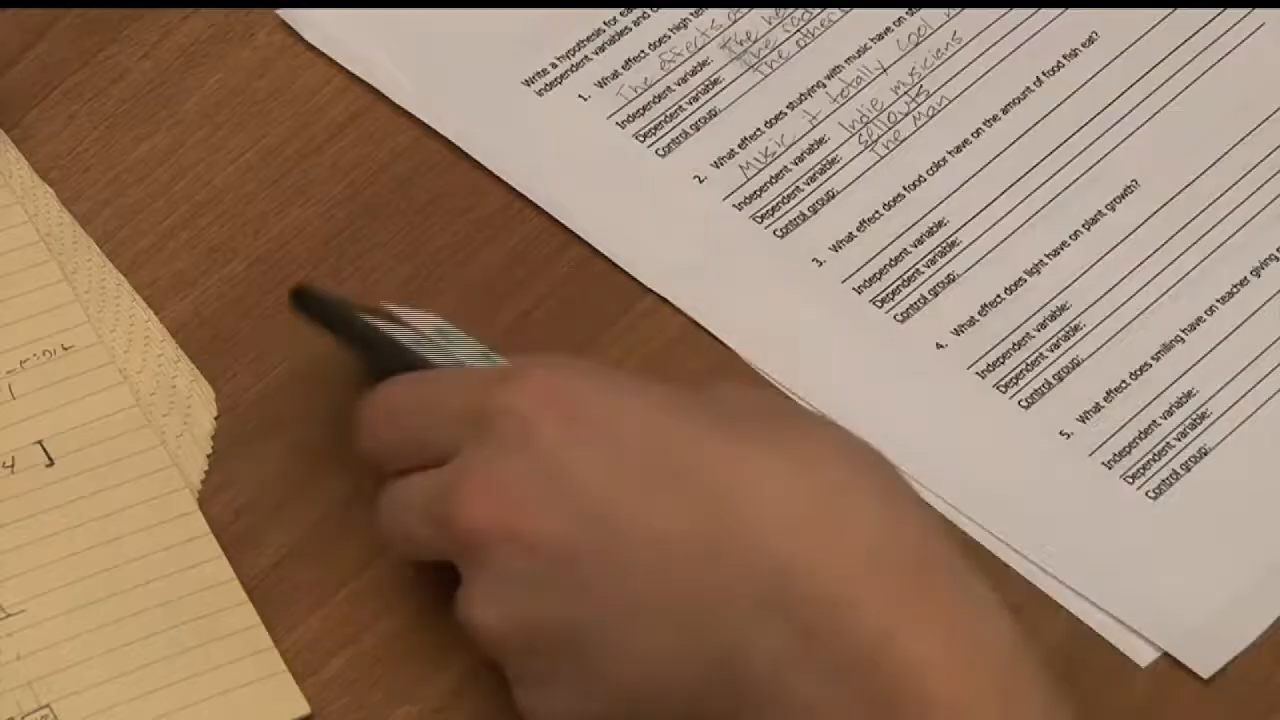 Write a hypothesis for
Independent variables and
1. What effect does high
The effects of
Independent variable: The
Dependent variable: The
Control group: The other
2. What effect does studying with music have on
Music it totally cool
Independent variable: Indie musicians
Dependent variable: sellouts
Control group: The Man
3. What effect does food color have on the amount of food fish eat?
Independent variable:
Dependent variable:
Control group:
4. What effect does light have on plant growth?
Independent variable:
Dependent variable:
Control group:
5. What effect does smiling have on teacher giving
Independent variable:
Dependent variable:
Control group:
4 ]